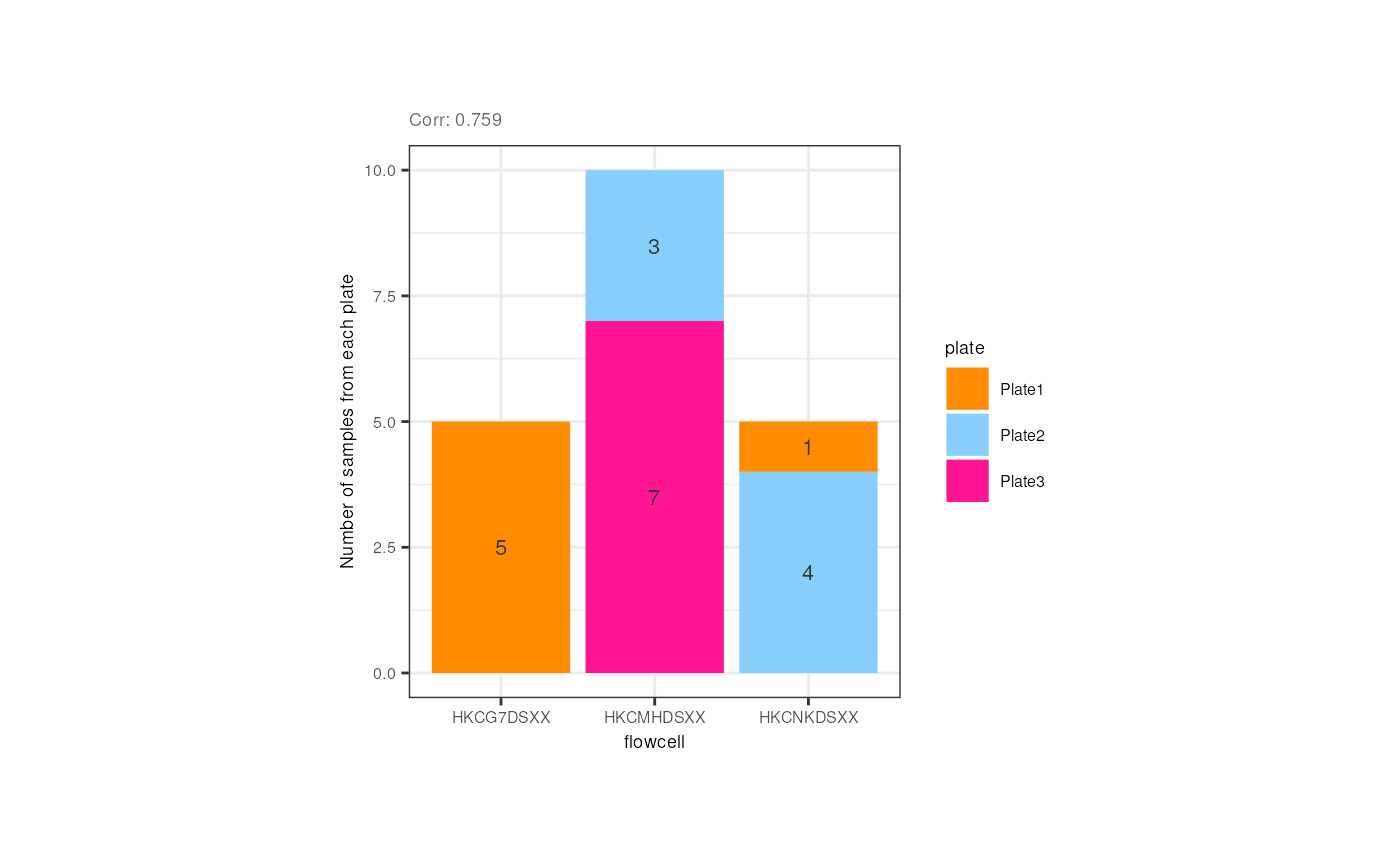 Corr: 0.759
10.0
7.5
5.0
2.5
0.0
Number of samples from each plate
3
7
5
1
4
HKCG7DSXX HKCMHDSXX HKCNKDSXX
flowcell
plate
Plate1
Plate2
Plate3